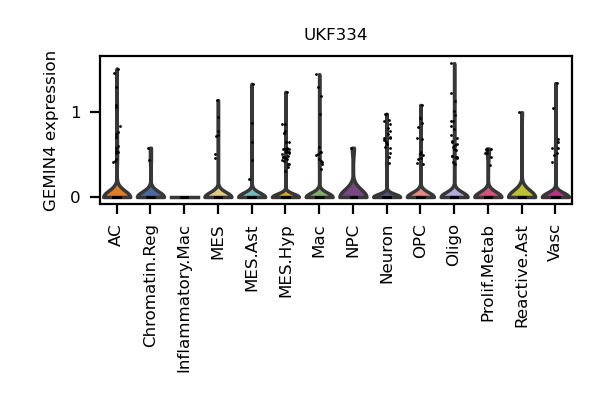 UKF334
GEMIN4 expression
1
0
AC
Chromatin.Reg
Inflammatory.Mac
MES
MES.Ast
MES.Hyp
Mac
NPC
Neuron
OPC
Oligo
Prolif.Metab
Reactive.Ast
Vasc